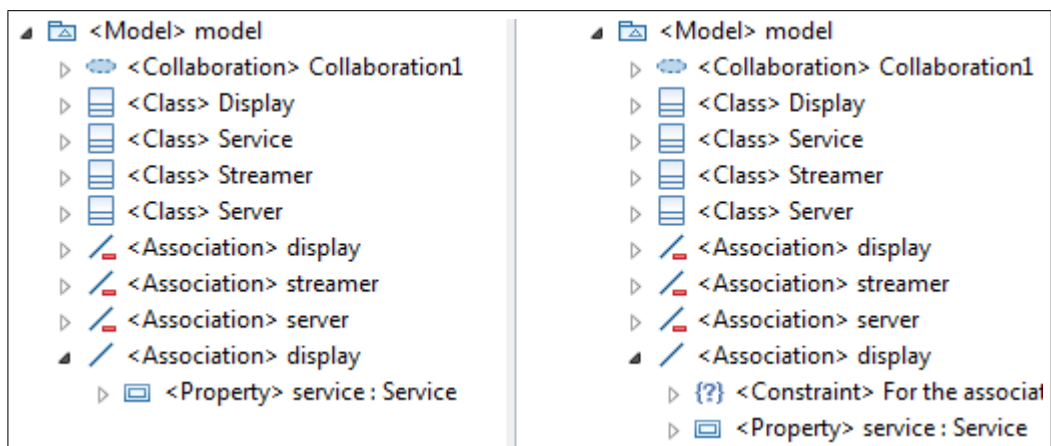 <Model> model
<Collaboration> Collaboration1
<Class> Display
<Class> Service
<Class> Streamer
<Class> Server
<Association> display
<Association> streamer
<Association> server
<Association> display
<Property> service : Service
<Model> model
<Collaboration> Collaboration1
<Class> Display
<Class> Service
<Class> Streamer
<Class> Server
<Association> display
<Association> streamer
<Association> server
<Association> display
{?} <Constraint> For the associat
<Property> service : Service